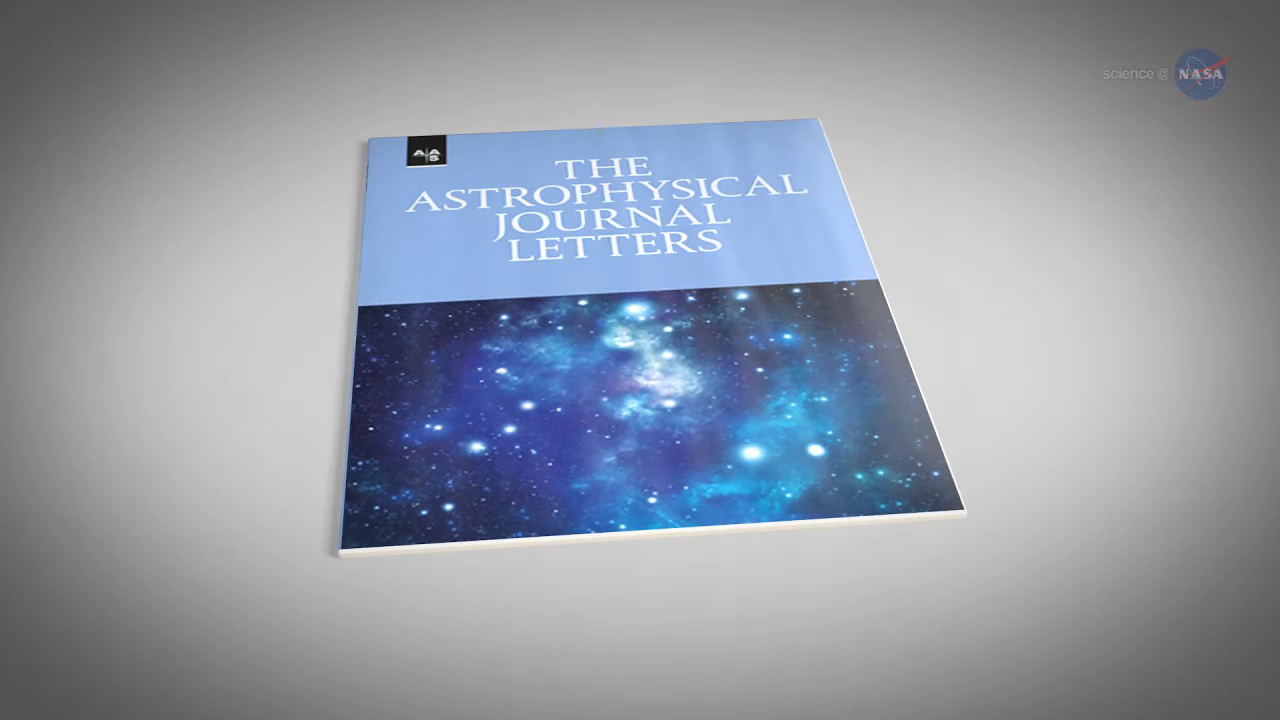 science @ NASA
A|A
S
THE
ASTROPHYSICAL
JOURNAL
LETTERS